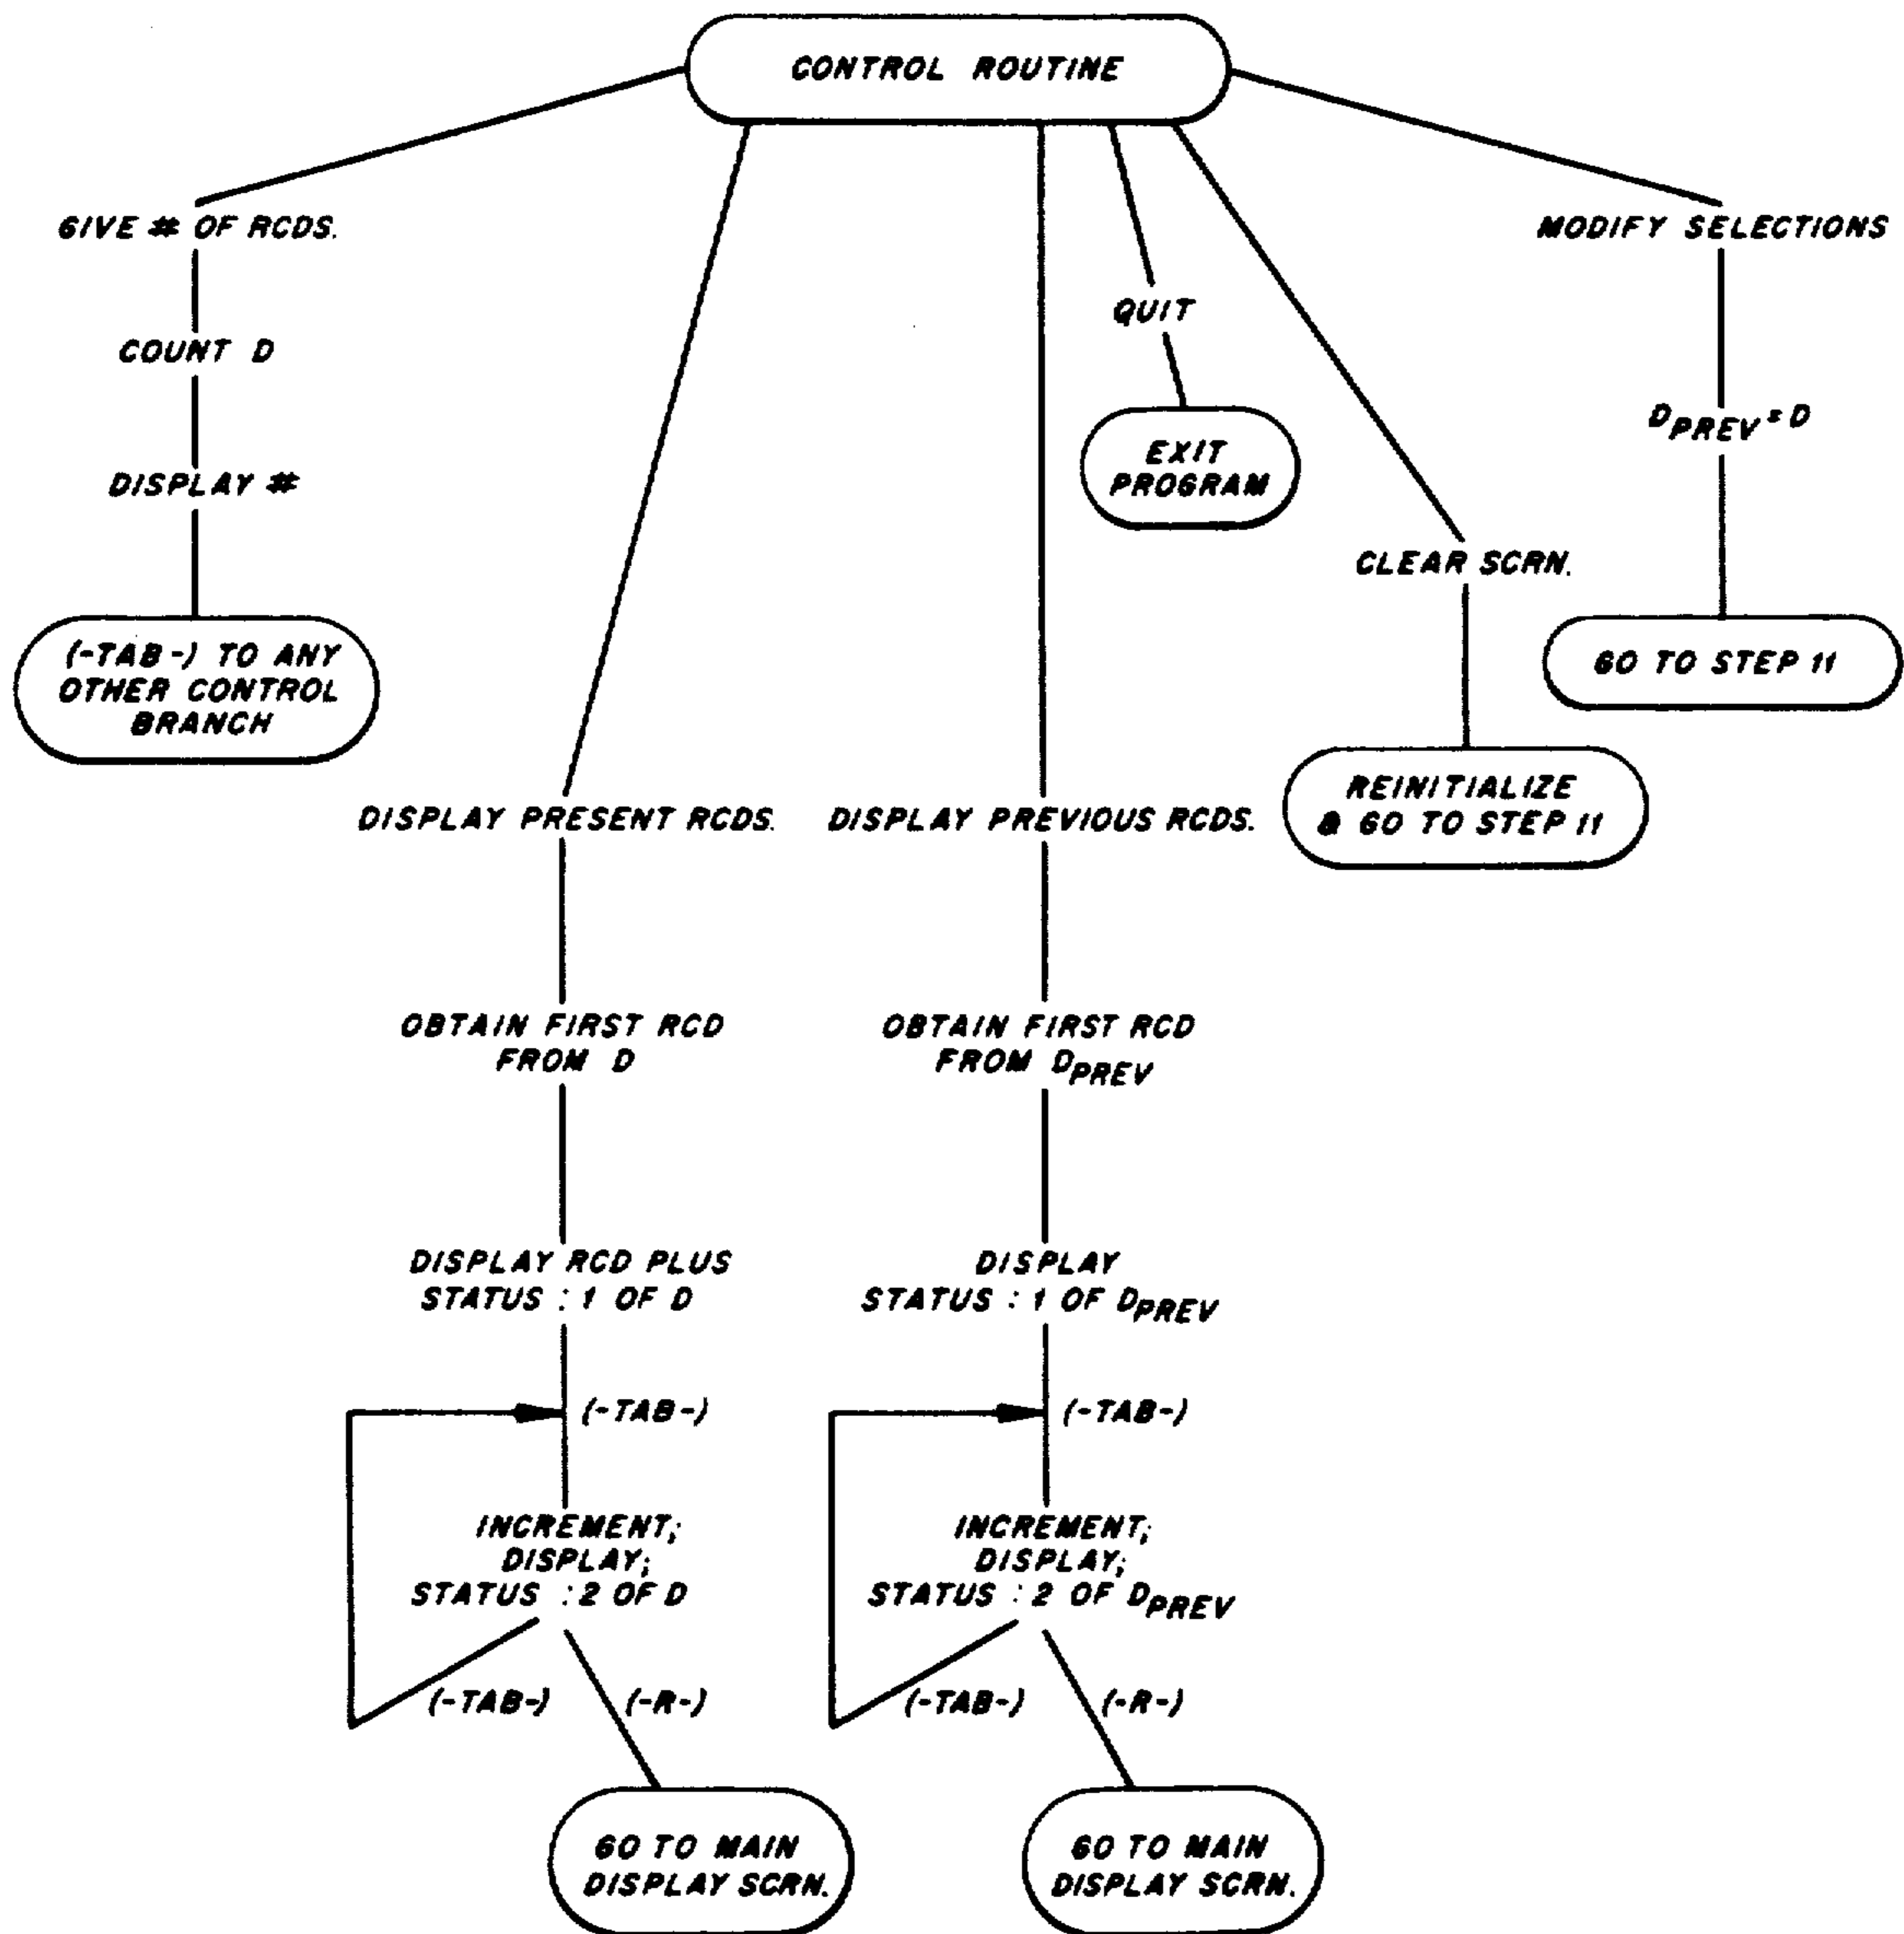 CONTROL ROUTINE
GIVE # OF RCDS.
COUNT D
DISPLAY #
(-TAB-) TO ANY
OTHER CONTROL
BRANCH
DISPLAY PRESENT RCDS.
OBTAIN FIRST RCD
FROM D
DISPLAY RCD PLUS
STATUS : 1 OF D
(-TAB-)
INCREMENT;
DISPLAY;
STATUS : 2 OF D
(-TAB-)
(-R-)
GO TO MAIN
DISPLAY SCRN.
DISPLAY PREVIOUS RCDS.
OBTAIN FIRST RCD
FROM DPREV
DISPLAY
STATUS : 1 OF DPREV
(-TAB-)
INCREMENT;
DISPLAY;
STATUS : 2 OF DPREV
(-TAB-)
(-R-)
GO TO MAIN
DISPLAY SCRN.
QUIT
EXIT
PROGRAM
CLEAR SCRN.
REINITIALIZE
& GO TO STEP 11
MODIFY SELECTIONS
DPREV = D
GO TO STEP 11